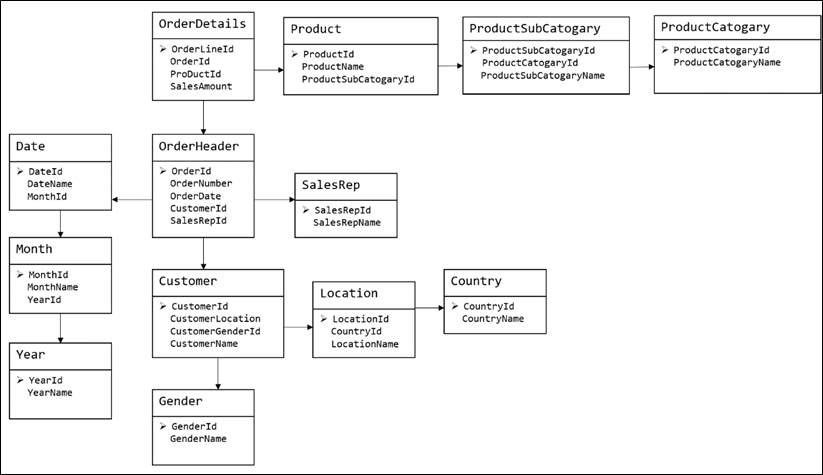 OrderDetails
OrderLineId
OrderId
ProDuctId
SalesAmount
Product
ProductId
ProductName
ProductSubCatogaryId
ProductSubCatogary
ProductSubCatogaryId
ProductCatogaryId
ProductSubCatogaryName
ProductCatogary
ProductCatogaryId
ProductCatogaryName
Date
DateId
DateName
MonthId
OrderHeader
OrderId
OrderNumber
OrderDate
CustomerId
SalesRepId
SalesRep
SalesRepId
SalesRepName
Month
MonthId
MonthName
YearId
Customer
CustomerId
CustomerLocation
CustomerGenderId
CustomerName
Location
LocationId
CountryId
LocationName
Country
CountryId
CountryName
Year
YearId
YearName
Gender
GenderId
GenderName